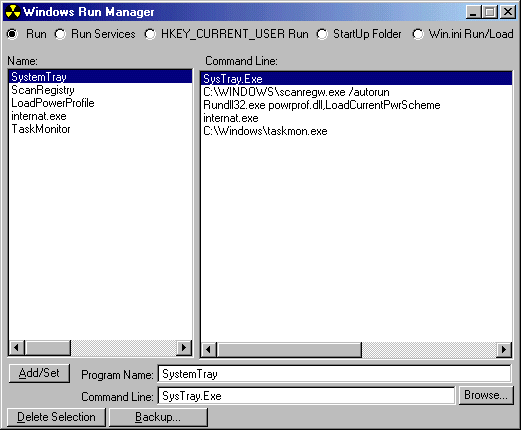 Windows Run Manager
Run Run Services HKEY_CURRENT_USER Run StartUp Folder Win.ini Run/Load
Name:
SystemTray
ScanRegistry
LoadPowerProfile
internat.exe
TaskMonitor
Command Line:
SysTray.Exe
C:\WINDOWS\scanregw.exe /autorun
Rundll32.exe powrprof.dll,LoadCurrentPwrScheme
internat.exe
C:\Windows\taskmon.exe
Add/Set Program Name: SystemTray
Command Line: SysTray.Exe Browse...
Delete Selection Backup...